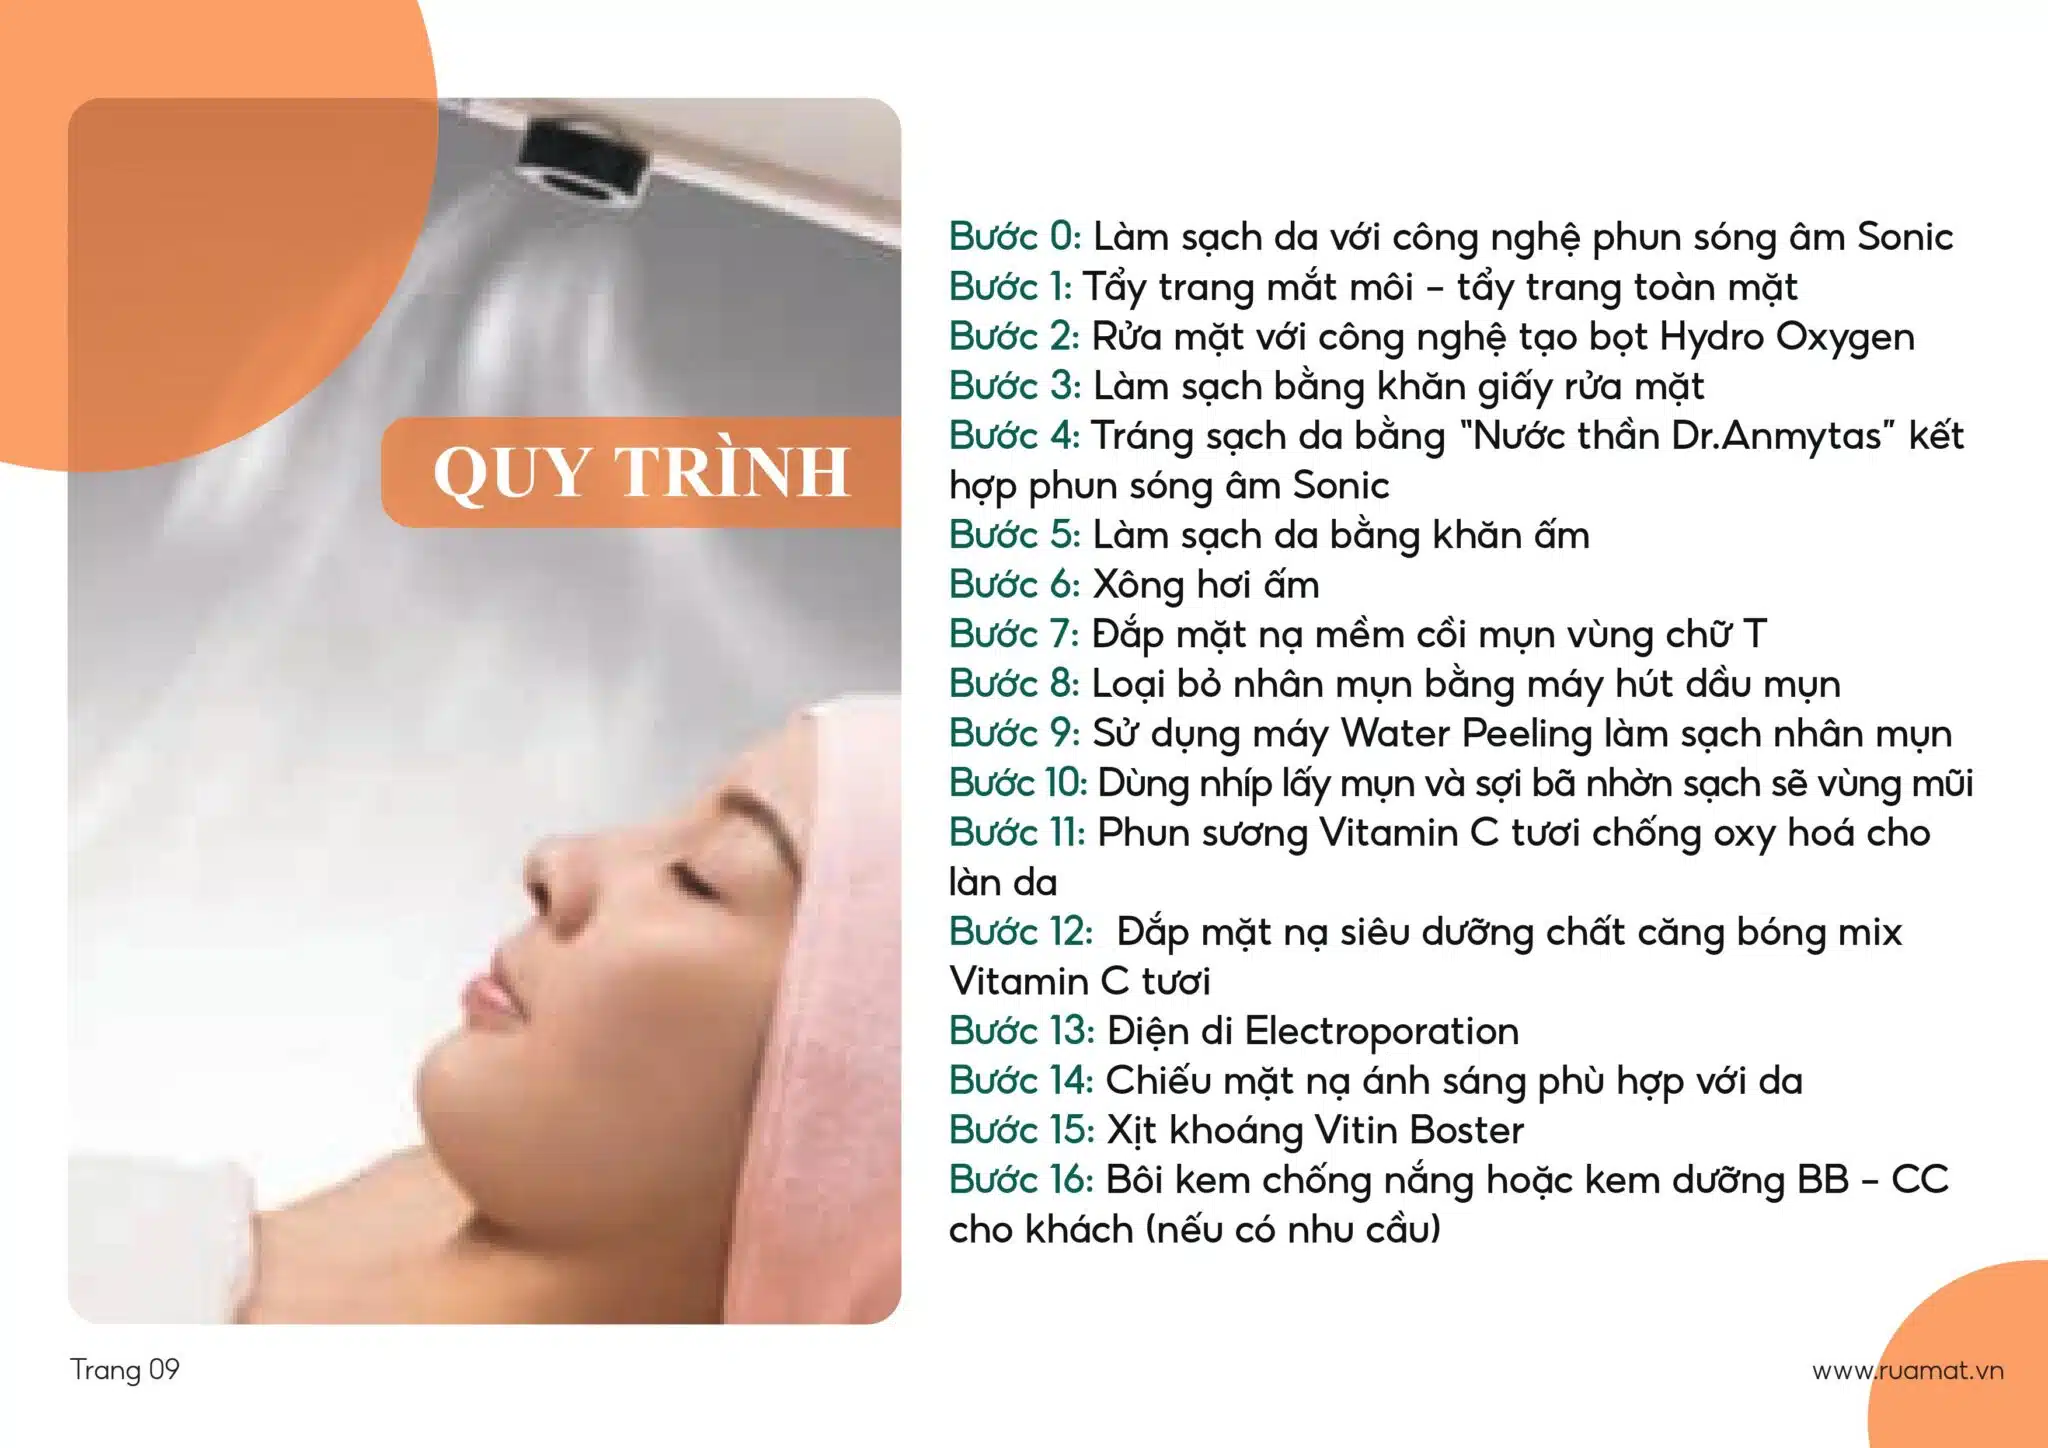 QUY TRÌNH
Bước 0: Làm sạch da với công nghệ phun sóng âm Sonic
Bước 1: Tẩy trang mắt môi - tẩy trang toàn mặt
Bước 2: Rửa mặt với công nghệ tạo bọt Hydro Oxygen
Bước 3: Làm sạch bằng khăn giấy rửa mặt
Bước 4: Tráng sạch da bằng "Nước thần Dr.Anmytas" kết
hợp phun sóng âm Sonic
Bước 5: Làm sạch da bằng khăn ấm
Bước 6: Xông hơi ấm
Bước 7: Đắp mặt nạ mềm cồi mụn vùng chữ T
Bước 8: Loại bỏ nhân mụn bằng máy hút dầu mụn
Bước 9: Sử dụng máy Water Peeling làm sạch nhân mụn
Bước 10: Dùng nhíp lấy mụn và sợi bã nhờn sạch sẽ vùng mũi
Bước 11: Phun sương Vitamin C tươi chống oxy hoá cho
làn da
Bước 12: Đắp mặt nạ siêu dưỡng chất căng bóng mix
Vitamin C tươi
Bước 13: Điện di Electroporation
Bước 14: Chiếu mặt nạ ánh sáng phù hợp với da
Bước 15: Xịt khoáng Vitin Boster
Bước 16: Bôi kem chống nắng hoặc kem dưỡng BB - CC
cho khách (nếu có nhu cầu)
Trang 09
www.ruamat.vn